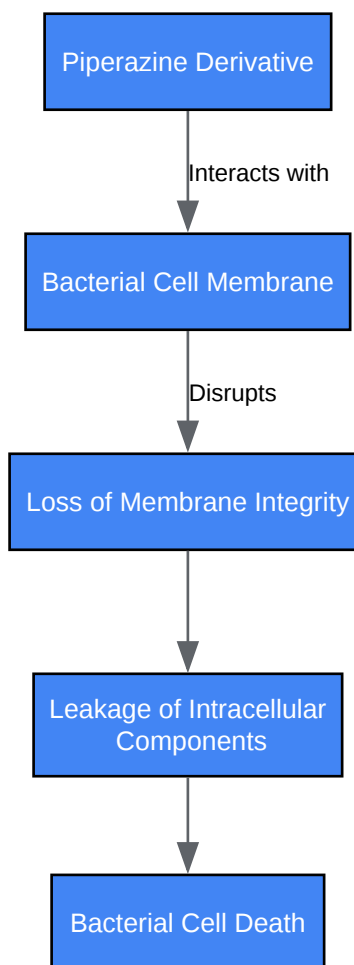 Piperazine Derivative
Interacts with
Bacterial Cell Membrane
Disrupts
Loss of Membrane Integrity
Leakage of Intracellular
Components
Bacterial Cell Death